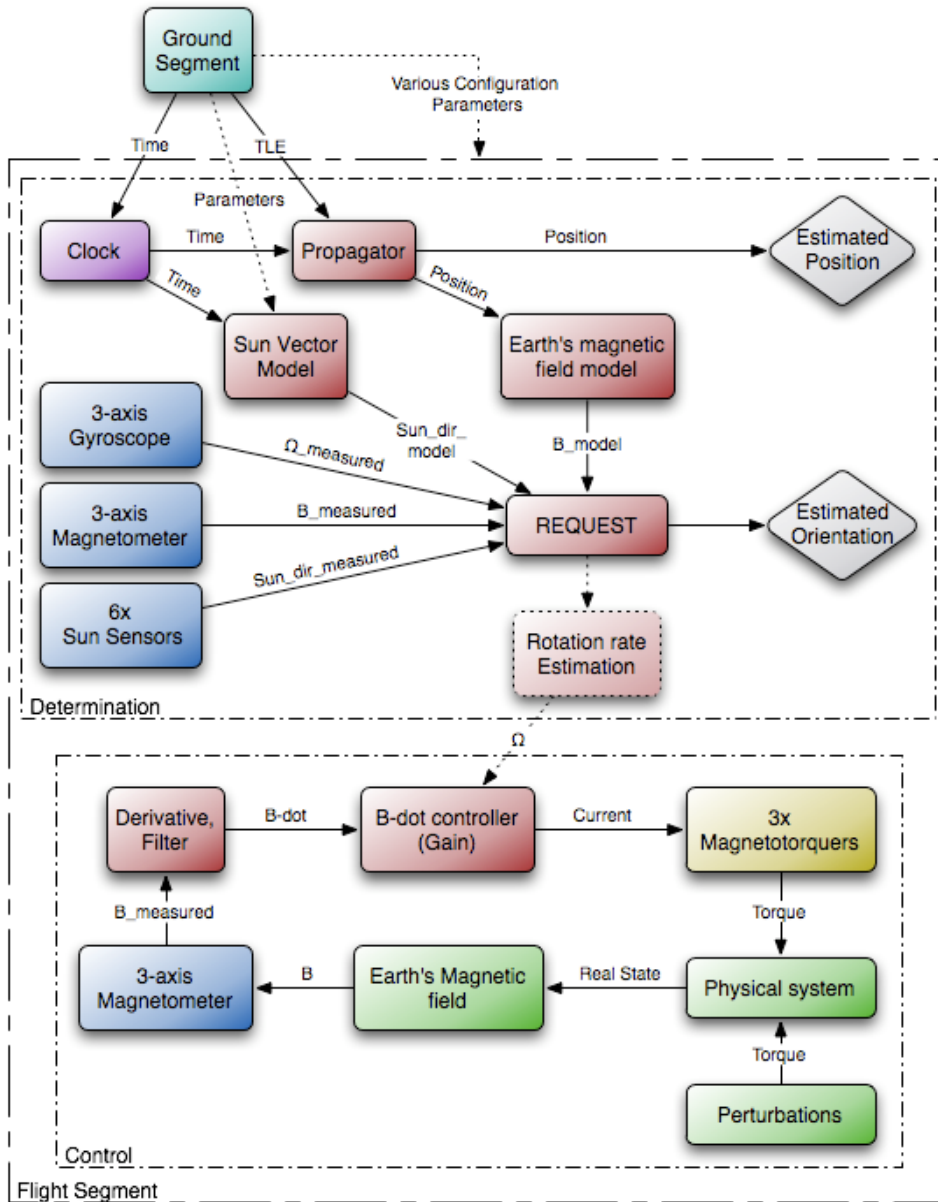 Ground
Segment
Various Configuration
Parameters
Time
TLE
Parameters
Clock
Time
Propagator
Position
Estimated
Position
Time
Position
Sun Vector
Model
Earth's magnetic
field model
3-axis
Gyroscope
Sun_dir_
model
Ω_measured
B_model
3-axis
Magnetometer
B_measured
REQUEST
Estimated
Orientation
Sun_dir_measured
6x
Sun Sensors
Rotation rate
Estimation
Determination
Ω
Derivative,
Filter
B-dot
B-dot controller
(Gain)
Current
3x
Magnetotorquers
B_measured
Torque
3-axis
Magnetometer
B
Earth's Magnetic
field
Real State
Physical system
Torque
Perturbations
Control
Flight Segment